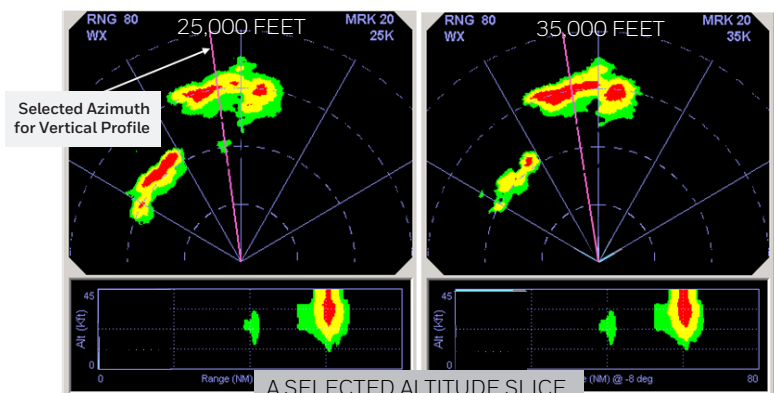 RNG 80
WX
25,000 FEET
MRK 20
25K
Selected Azimuth
for Vertical Profile
45
Alt (Kft)
0
0
Range (NM)
RNG 80
WX
35,000 FEET
MRK 20
35K
45
Alt (Kft)
0
(NM) @ -8 deg
80
A SELECTED ALTITUDE SLICE